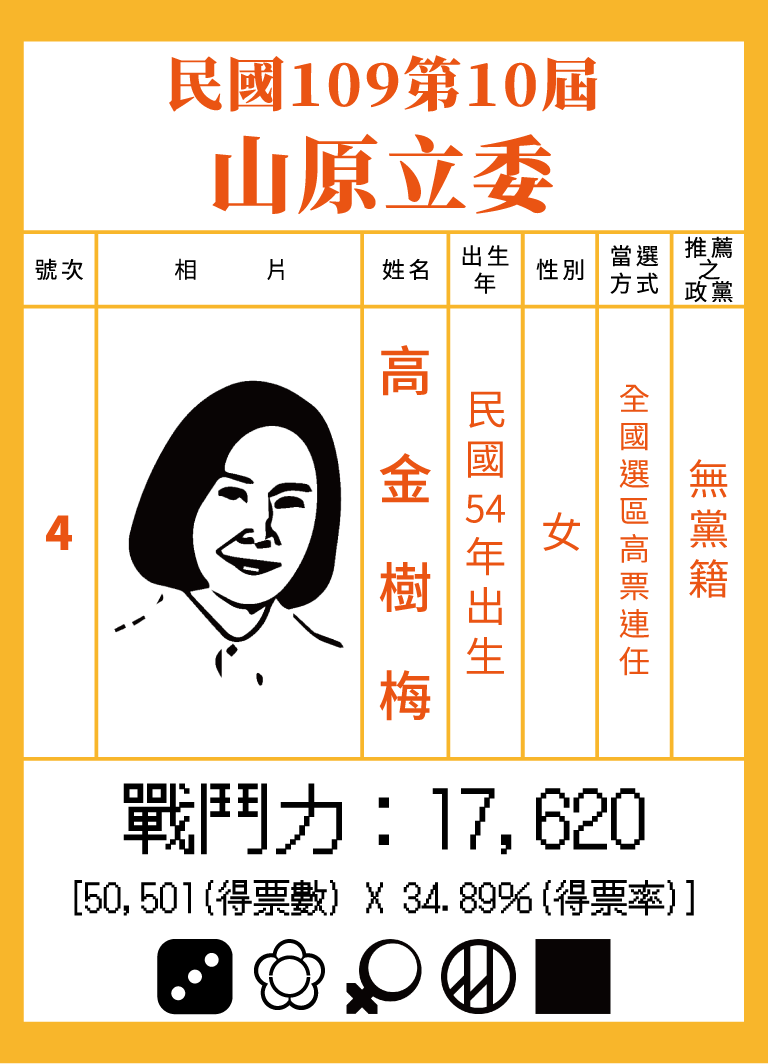 民國109第10屆
山原立委
號次
相 片
姓名
出生
年
性別
當選
方式
推薦
之
政黨
4
高金樹梅
民國54年出生
女
全國選區高票連任
無黨籍
戰鬥力：17,620
[50,501(得票數) X 34.89%(得票率)]